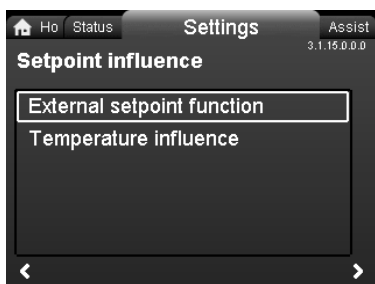 Ho Status Settings Assist
3.1.15.0.0.0
Setpoint influence
External setpoint function
Temperature influence